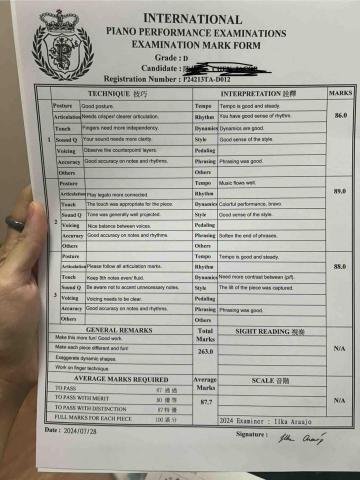 INTERNATIONAL
PIANO PERFORMANCE EXAMINATIONS
EXAMINATION MARK FORM
Grade : D
Candidate :
Registration Number : P24213TA-D012
TECHNIQUE 技巧 INTERPRETATION 詮釋 MARKS
1
Posture Good posture. Tempo Tempo is good and steady. 86.0
Articulation Needs crisper/ clearer articulation. Rhythm You have good sense of rhythm.
Touch Fingers need more independency. Dynamics Dynamics are good.
Sound Q Your sound needs more clarity. Style Good sense of the style.
Voicing Observe the counterpoint layers. Pedaling
Accuracy Good accuracy on notes and rhythms. Phrasing Phrasing was good.
Others Others
2
Posture Tempo Music flows well. 89.0
Articulation Play legato more connected. Rhythm
Touch The touch was appropriate for the piece. Dynamics Colorful performance, bravo.
Sound Q Tone was generally well projected. Style Good sense of the style.
Voicing Nice balance between voices. Pedaling
Accuracy Good accuracy on notes and rhythms. Phrasing Soften the end of phrases.
Others Others
3
Posture Tempo Tempo is good and steady. 88.0
Articulation Please follow all articulation marks. Rhythm
Touch Keep 8th notes even/ fluid. Dynamics Need more contrast between (p/f).
Sound Q Be aware not to accent unnecessary notes. Style The lilt of the piece was captured.
Voicing Voicing needs to be clear. Pedaling
Accuracy Good accuracy on notes and rhythms. Phrasing Phrasing was good.
Others Others
GENERAL REMARKS Total Marks SIGHT READING 視奏
Make this more fun! Good work.
Make each piece different and fun! 263.0 N/A
Exaggerate dynamic shapes.
Work on finger technique.
AVERAGE MARKS REQUIRED Average Marks SCALE 音階
TO PASS 67 通過
TO PASS WITH MERIT 80 優等 87.7 N/A
TO PASS WITH DISTINCTION 87 特優
FULL MARKS FOR EACH PIECE 100 滿分 2024 Examiner : Ilka Araujo
Date : 2024/07/28 Signature :